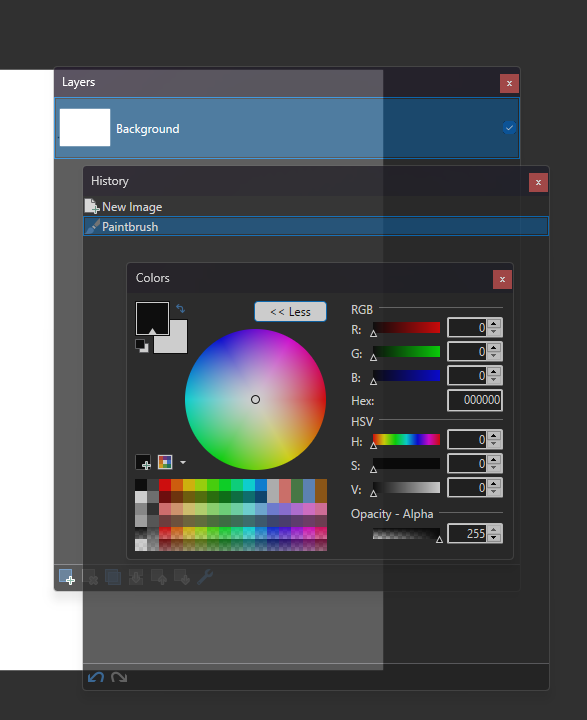 Layers
x
Background
History
x
New Image
Paintbrush
Colors
x
<< Less
RGB
R: 0
G: 0
B: 0
Hex: 000000
HSV
H: 0
S: 0
V: 0
Opacity - Alpha
255